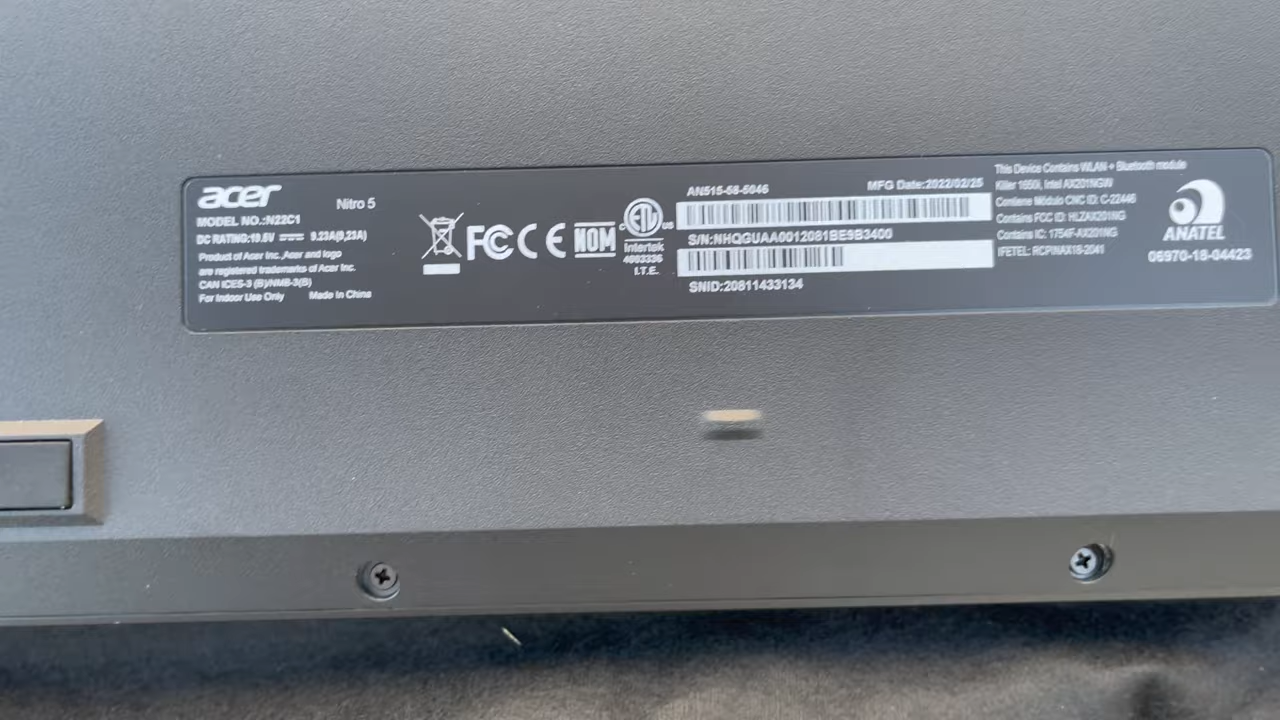 acer
Nitro 5
MODEL NO.:N22C1
DC RATING:19.5V 9.23A(9,23A)
Product of Acer Inc.,Acer and logo
are registered trademarks of Acer Inc.
CAN ICES-3 (B)/NMB-3(B)
For Indoor Use Only Made in China
FC CE NOM
ETL
c us
Intertek
4003336
I.T.E.
AN515-58-5046 MFG Date:2022/02/25
S/N:NHQGUAA0012081BE9B3400
SNID:20811433134
This Device Contains WLAN + Bluetooth module
Killer 1650i, Intel AX201NGW
Contiene Módulo CNC ID: C-22446
Contains FCC ID: HLZAX201NG
Contains IC: 1754F-AX201NG
IFETEL: RCPINAX18-2041
ANATEL
06970-18-04423